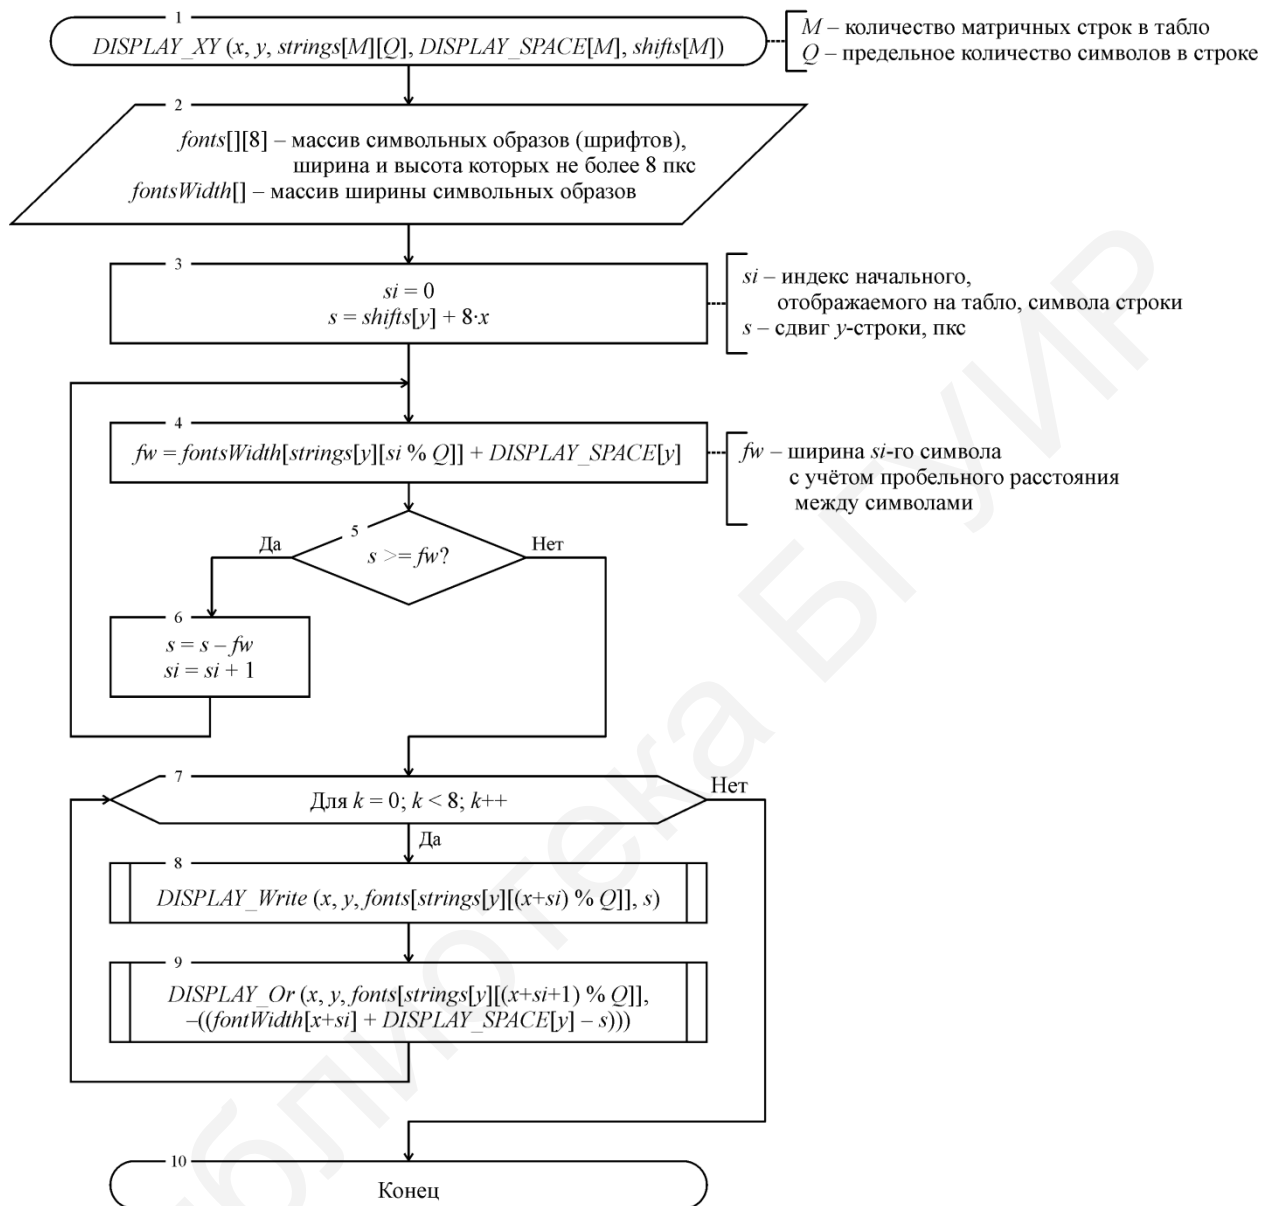 1
DISPLAY_XY (x, y, strings[M][Q], DISPLAY_SPACE[M], shifts[M])
M – количество матричных строк в табло
Q – предельное количество символов в строке
2
fonts[][8] – массив символьных образов (шрифтов),
ширина и высота которых не более 8 пкс
fontsWidth[] – массив ширины символьных образов
3
si = 0
s = shifts[y] + 8·x
si – индекс начального,
отображаемого на табло, символа строки
s – сдвиг y-строки, пкс
4
fw = fontsWidth[strings[y][si % Q]] + DISPLAY_SPACE[y]
fw – ширина si-го символа
с учётом пробельного расстояния
между символами
5
Да
s >= fw?
Нет
6
s = s – fw
si = si + 1
7
Для k = 0; k < 8; k++
Нет
Да
8
DISPLAY_Write (x, y, fonts[strings[y][(x+si) % Q]], s)
9
DISPLAY_Or (x, y, fonts[strings[y][(x+si+1) % Q]],
–((fontWidth[x+si] + DISPLAY_SPACE[y] – s)))
10
Конец
блиотека БГУИР